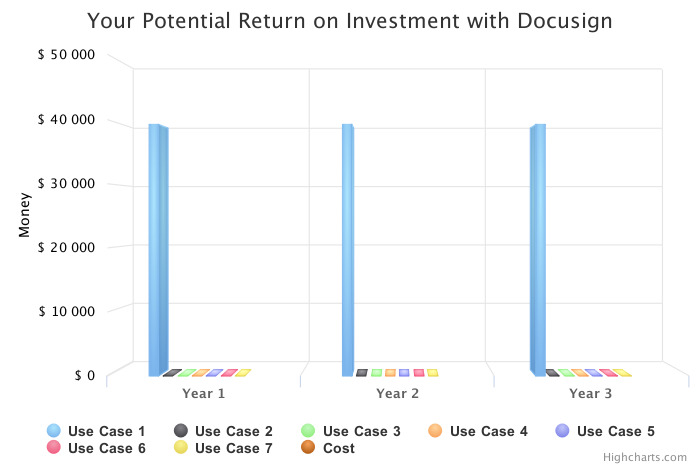 Your Potential Return on Investment with Docusign
$ 50 000
$ 40 000
$ 30 000
$ 20 000
$ 10 000
$ 0
Money
Year 1 Year 2 Year 3
Use Case 1 Use Case 2 Use Case 3 Use Case 4 Use Case 5
Use Case 6 Use Case 7 Cost
Highcharts.com